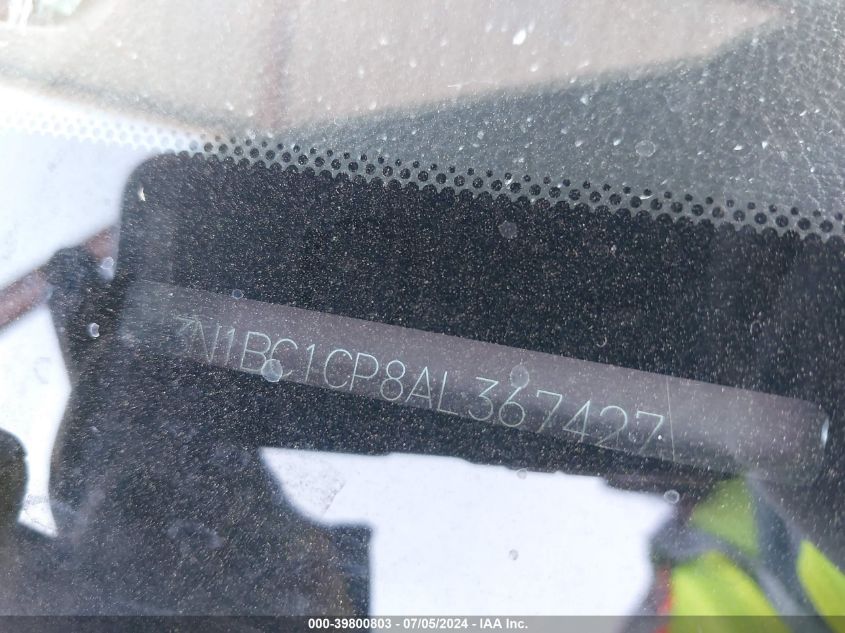 3N1BC1CP8AL367427
000-39800803 - 07/05/2024 - IAA Inc.